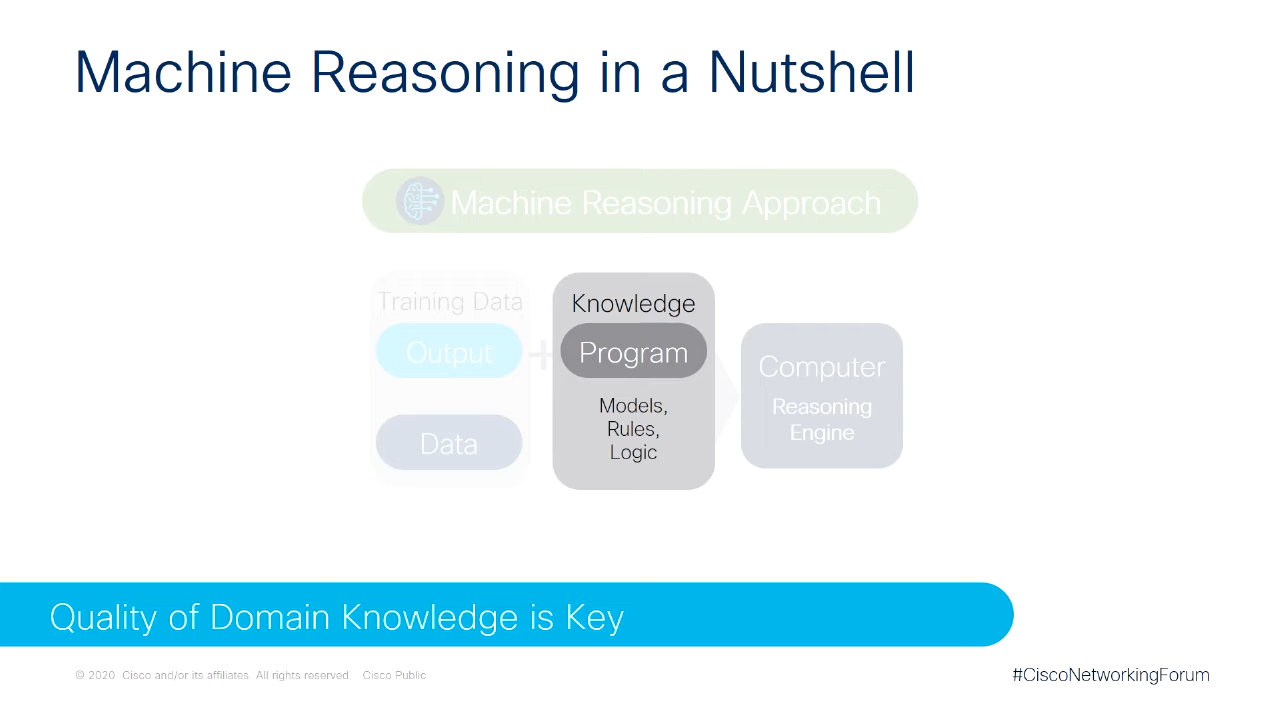 Machine Reasoning in a Nutshell
Machine Reasoning Approach
Training Data
Output
Data
+
Knowledge
Program
Models,
Rules,
Logic
Computer
Reasoning
Engine
Quality of Domain Knowledge is Key
© 2020 Cisco and/or its affiliates. All rights reserved. Cisco Public
#CiscoNetworkingForum